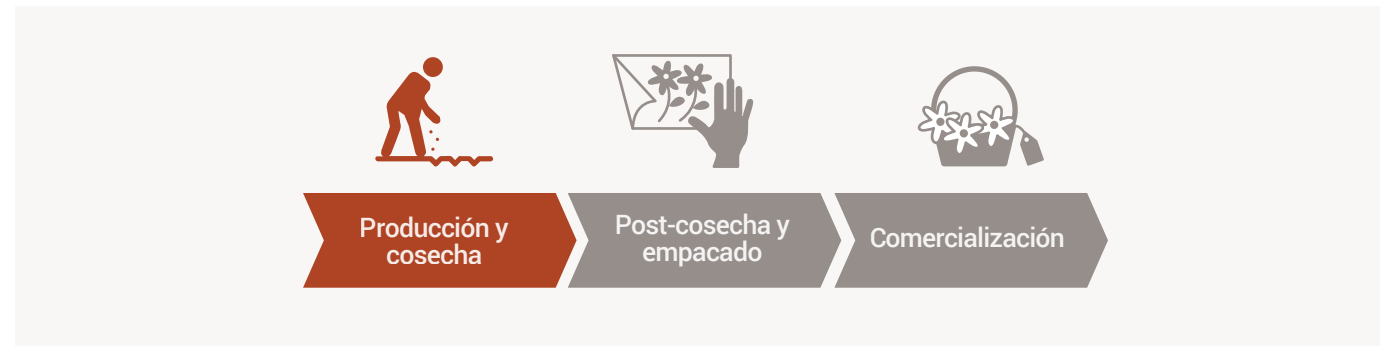 Producción y
cosecha
Post-cosecha y
empacado
Comercialización